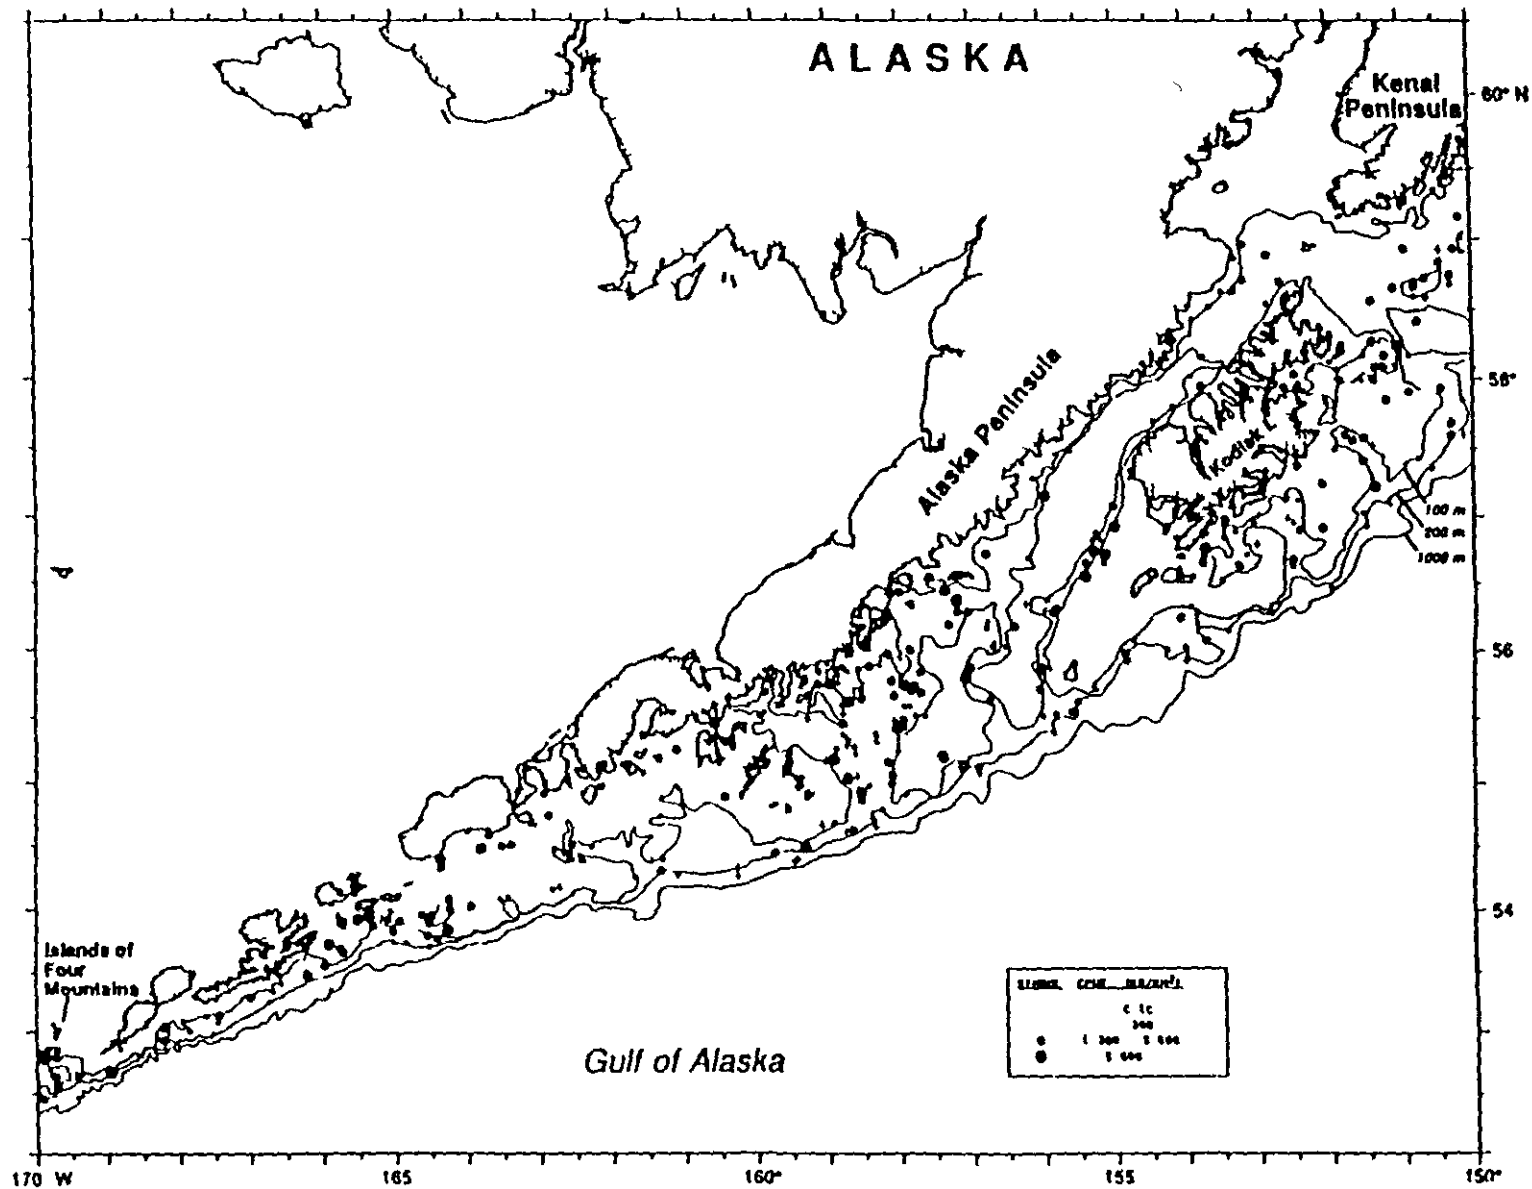 ALASKA
Kenai
Peninsula
60° N
58°
Alaska Peninsula
Kodiak
100 m
200 m
1000 m
56
54
Islands of
Four
Mountains
Gulf of Alaska
170 W
165
160°
155
150°